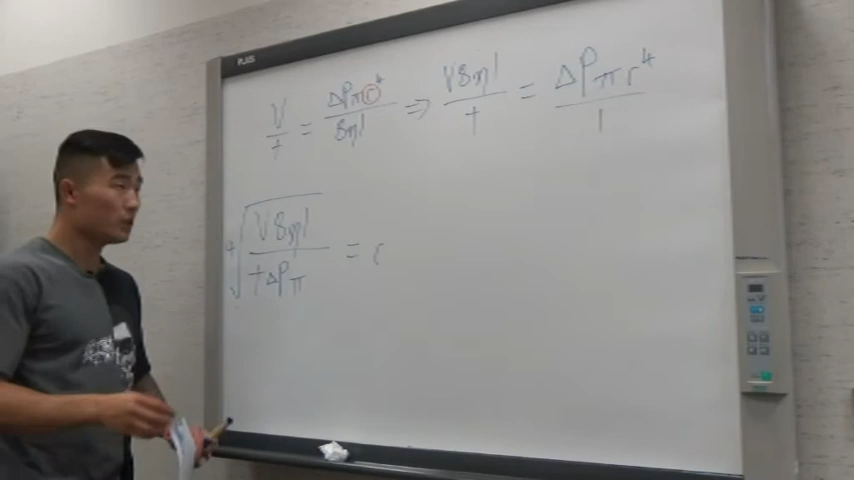 PLUS
V/t = ΔPπr⁴/8ηl ⇒ V8ηl/t = ΔPπr⁴/1
⁴√(V8ηl/tΔPπ) = r